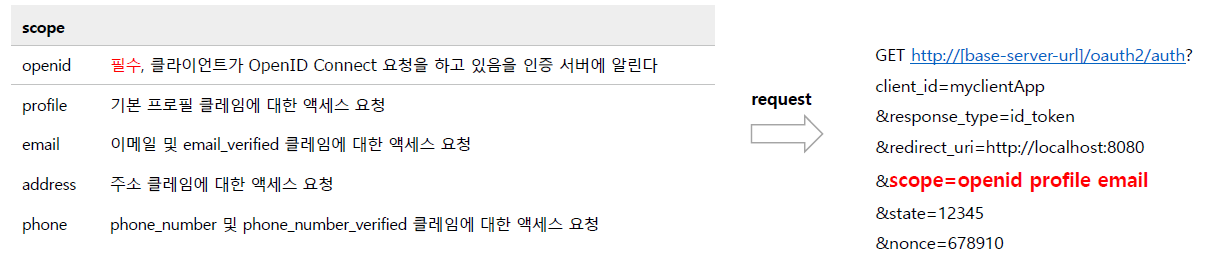 scope
openid 필수, 클라이언트가 OpenID Connect 요청을 하고 있음을 인증 서버에 알린다
profile 기본 프로필 클레임에 대한 액세스 요청
email 이메일 및 email_verified 클레임에 대한 액세스 요청
address 주소 클레임에 대한 액세스 요청
phone phone_number 및 phone_number_verified 클레임에 대한 액세스 요청
request
GET http://[base-server-url]/oauth2/auth?
client_id=myclientApp
&response_type=id_token
&redirect_uri=http://localhost:8080
&scope=openid profile email
&state=12345
&nonce=678910